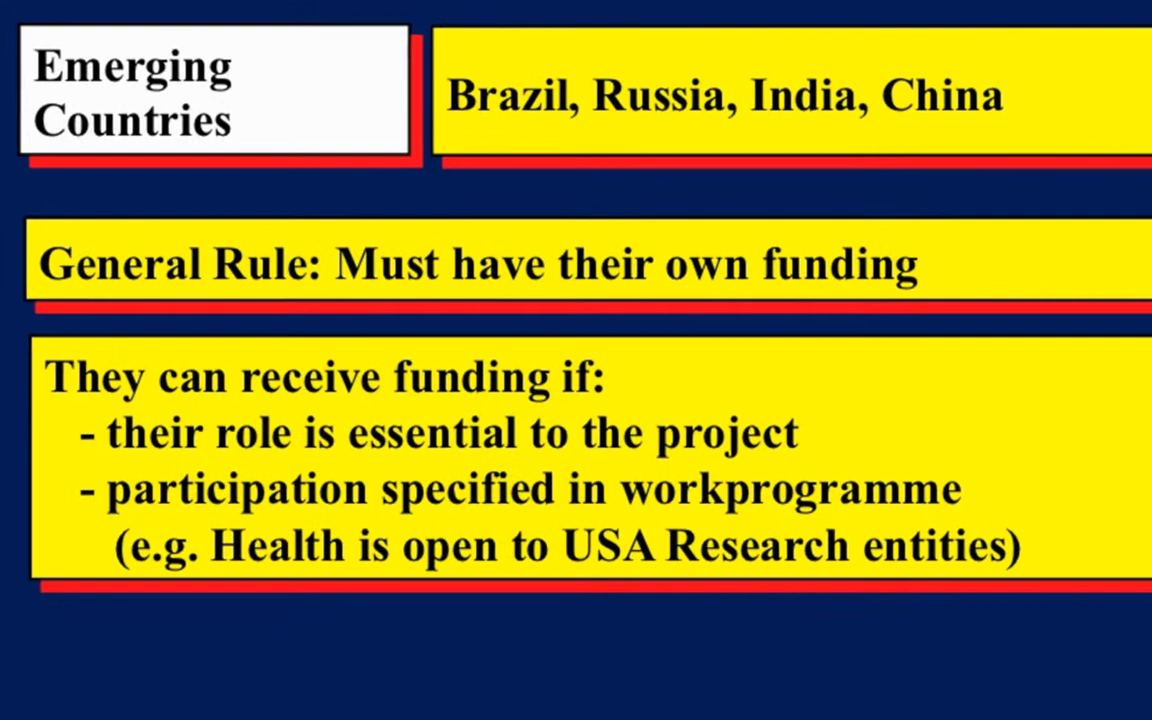 Emerging
Countries
Brazil, Russia, India, China
General Rule: Must have their own funding
They can receive funding if:
- their role is essential to the project
- participation specified in workprogramme
(e.g. Health is open to USA Research entities)